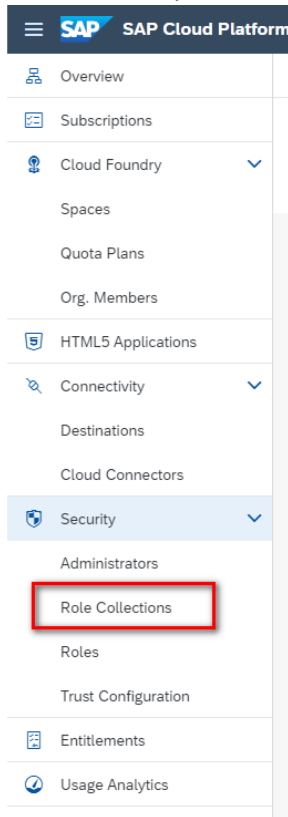 SAP SAP Cloud Platform
Overview
Subscriptions
Cloud Foundry
Spaces
Quota Plans
Org. Members
5 HTML5 Applications
Connectivity
Destinations
Cloud Connectors
Security
Administrators
Role Collections
Roles
Trust Configuration
Entitlements
Usage Analytics